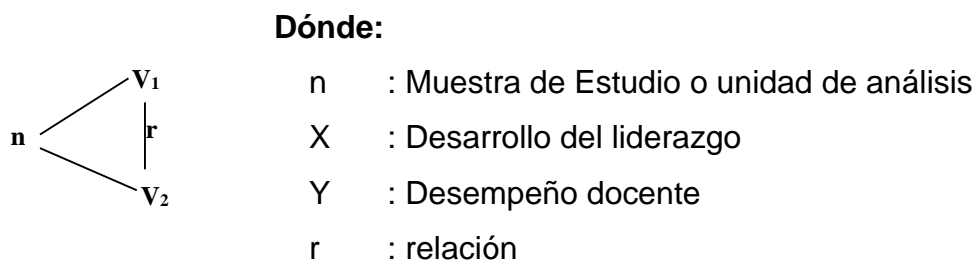 Dónde:
V1
n : Muestra de Estudio o unidad de análisis
n r
X : Desarrollo del liderazgo
V2
Y : Desempeño docente
r : relación